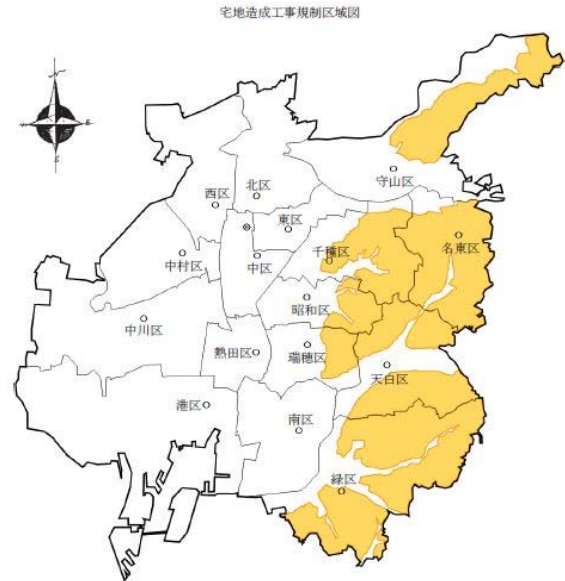 宅地造成工事規制区域図
N
W
E
S
守山区
北区
西区
東区
千種区
名東区
中村区
中区
昭和区
中川区
熱田区
瑞穂区
天白区
港区
南区
緑区